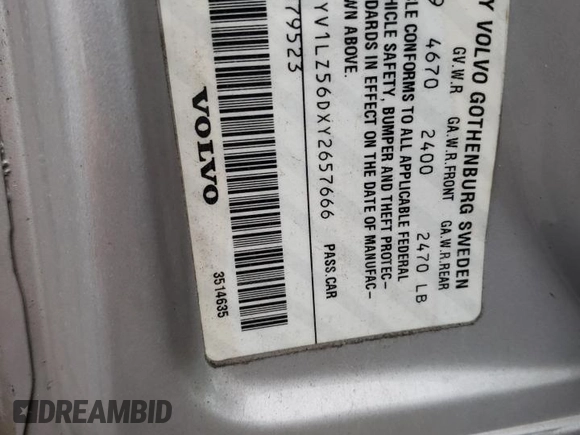 Y VOLVO GOTHENBURG SWEDEN
GV.W.R GA.W.R.FRONT GA.W.R.REAR
9 4670 2400 2470 LB
LE CONFORMS TO ALL APPLICABLE FEDERAL
HICLE SAFETY, BUMPER AND THEFT PROTEC-
DARDS IN EFFECT ON THE DATE OF MANUFAC-
WN ABOVE.
YV1LZ56DXY2657666 PASS.CAR
79523
VOLVO
3514635
DREAMBID